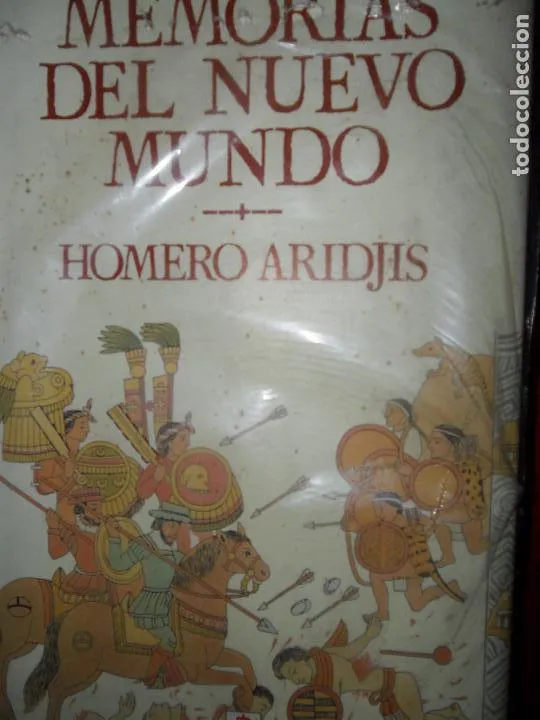 MEMORIAS
DEL NUEVO
MUNDO
HOMERO ARIDJIS
todocoleccion